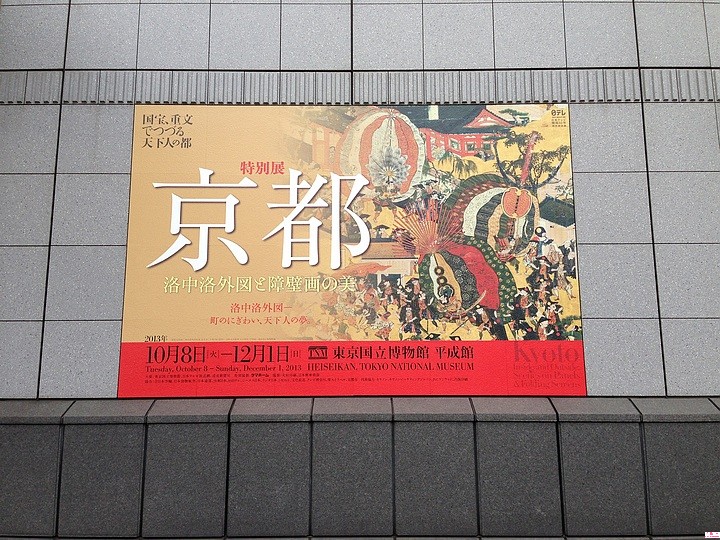 国宝、重文
でつづる
天下人の都
日テレ
特別展
京都
洛中洛外図と障壁画の美
洛中洛外図—
町のにぎわい、天下人の夢。
2013年
10月8日(火)—12月1日(日)
Tuesday, October 8 – Sunday, December 1, 2013
TNM 東京国立博物館 平成館
HEISEIKAN, TOKYO NATIONAL MUSEUM
Kyoto